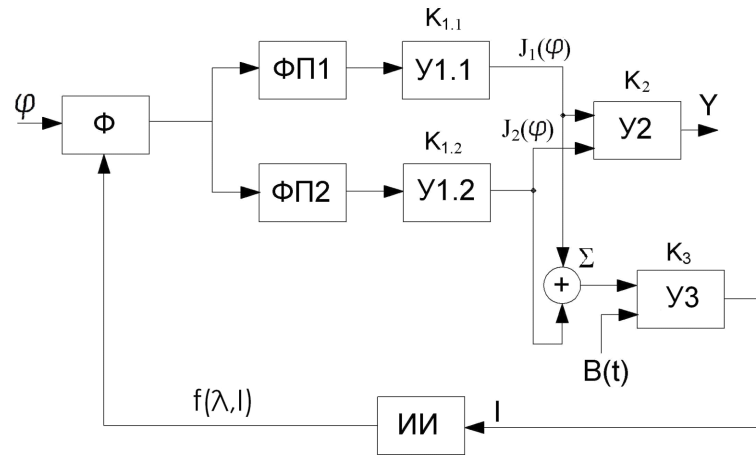 K1.1
ФП1
У1.1
J1(φ)
K2
Y
φ
Ф
У2
K1.2
J2(φ)
ФП2
У1.2
Σ
K3
+
У3
B(t)
f(λ,I)
ИИ
I